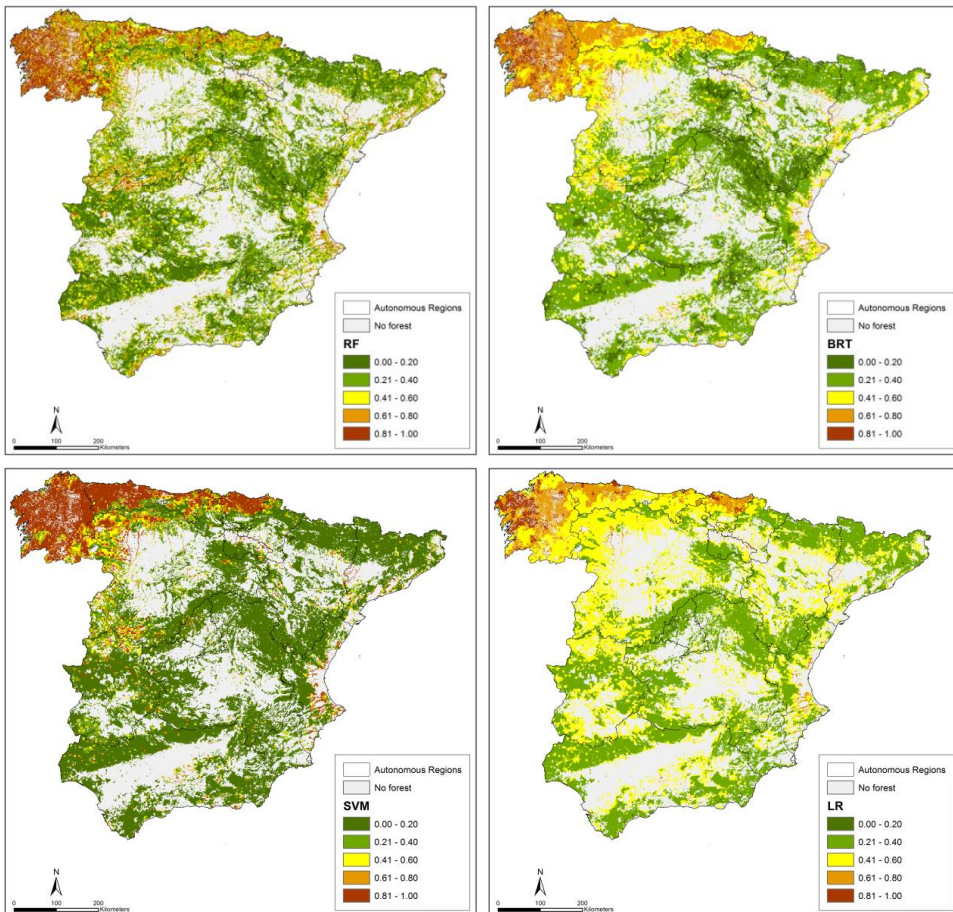 Autonomous Regions
No forest
RF
0.00 - 0.20
0.21 - 0.40
0.41 - 0.60
0.61 - 0.80
0.81 - 1.00
N
0 100 200
Kilometers
Autonomous Regions
No forest
BRT
0.00 - 0.20
0.21 - 0.40
0.41 - 0.60
0.61 - 0.80
0.81 - 1.00
N
0 100 200
Kilometers
Autonomous Regions
No forest
SVM
0.00 - 0.20
0.21 - 0.40
0.41 - 0.60
0.61 - 0.80
0.81 - 1.00
N
0 100 200
Kilometers
Autonomous Regions
No forest
LR
0.00 - 0.20
0.21 - 0.40
0.41 - 0.60
0.61 - 0.80
0.81 - 1.00
N
0 100 200
Kilometers